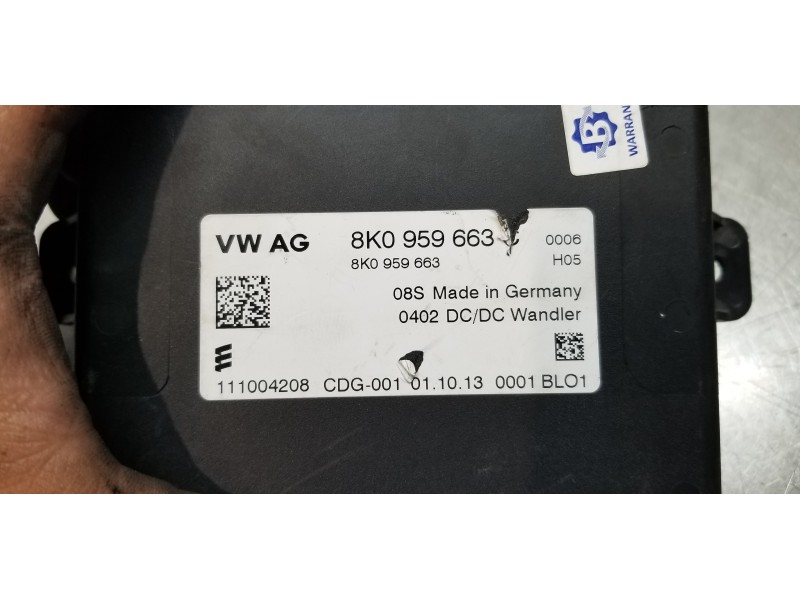 B
WARRAN
VW AG 8K0 959 663 0006
8K0 959 663 H05
08S Made in Germany
0402 DC/DC Wandler
111004208 CDG-001 01.10.13 0001 BLO1